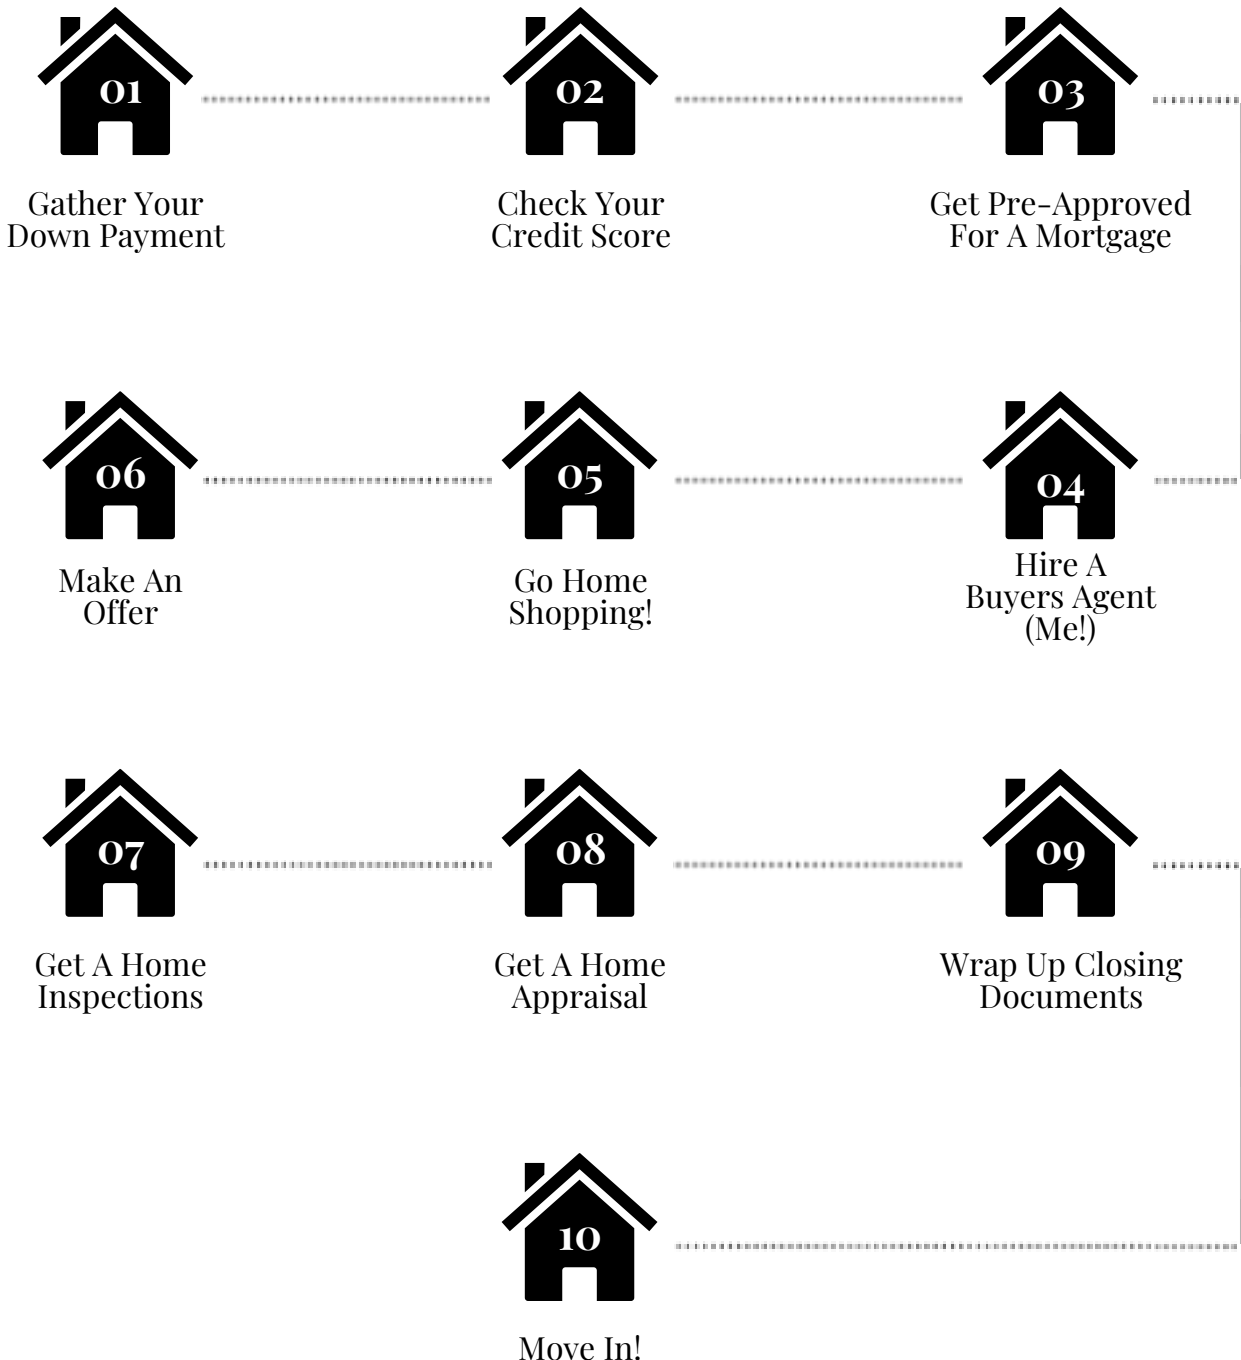 01
Gather Your
Down Payment
02
Check Your
Credit Score
03
Get Pre-Approved
For A Mortgage
04
Hire A
Buyers Agent
(Me!)
05
Go Home
Shopping!
06
Make An
Offer
07
Get A Home
Inspections
08
Get A Home
Appraisal
09
Wrap Up Closing
Documents
10
Move In!